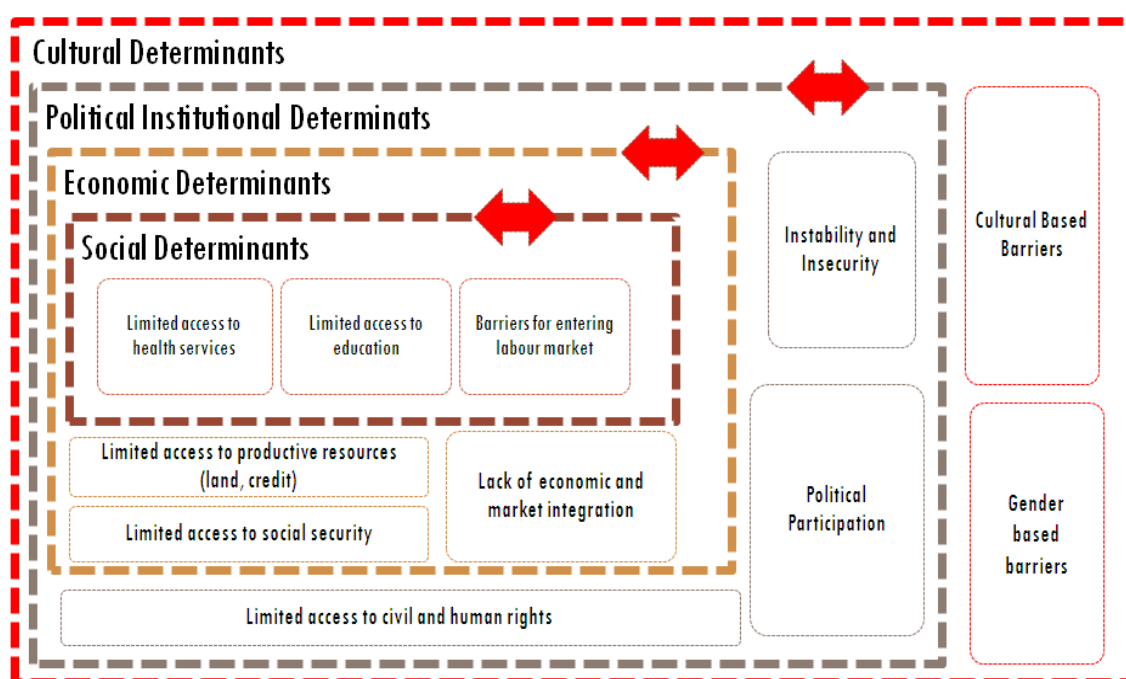 Cultural Determinants
Political Institutional Determinats
Economic Determinants
Social Determinants
Limited access to
health services
Limited access to
education
Barriers for entering
labour market
Limited access to productive resources
(land, credit)
Limited access to social security
Lack of economic and
market integration
Limited access to civil and human rights
Instability and
Insecurity
Political
Participation
Cultural Based
Barriers
Gender
based
barriers